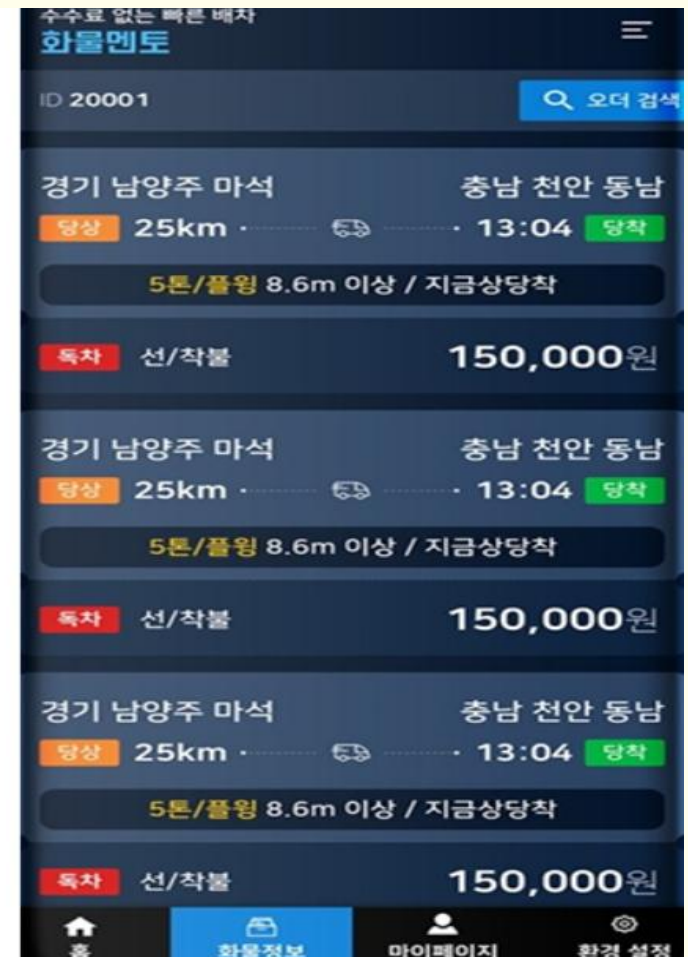 수수료 없는 빠른 배차
화물멘토
ID 20001
오더 검색
경기 남양주 마석 충남 천안 동남
당상 25km 13:04 당착
5톤/플윙 8.6m 이상 / 지금상당착
독차 선/착불 150,000원
경기 남양주 마석 충남 천안 동남
당상 25km 13:04 당착
5톤/플윙 8.6m 이상 / 지금상당착
독차 선/착불 150,000원
경기 남양주 마석 충남 천안 동남
당상 25km 13:04 당착
5톤/플윙 8.6m 이상 / 지금상당착
독차 선/착불 150,000원
홈 화물정보 마이페이지 환경 설정